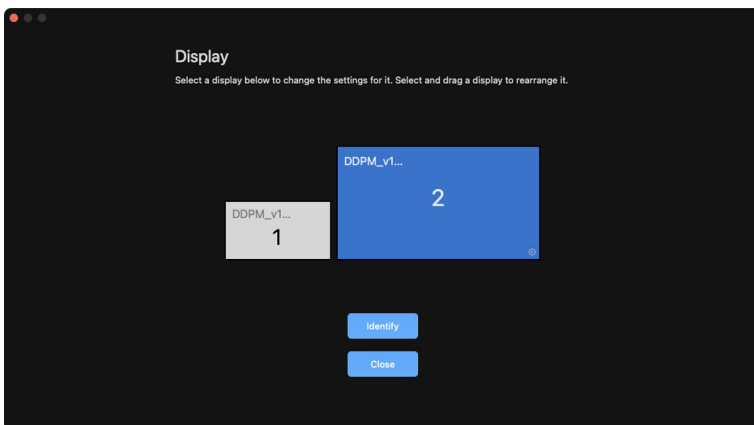 Display
Select a display below to change the settings for it. Select and drag a display to rearrange it.
DDPM_v1...
2
DDPM_v1...
1
Identify
Close